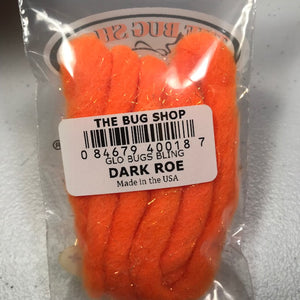 THE BUG SHOP
0 84679 40018 7
GLO BUGS BLING
DARK ROE
Made in the USA